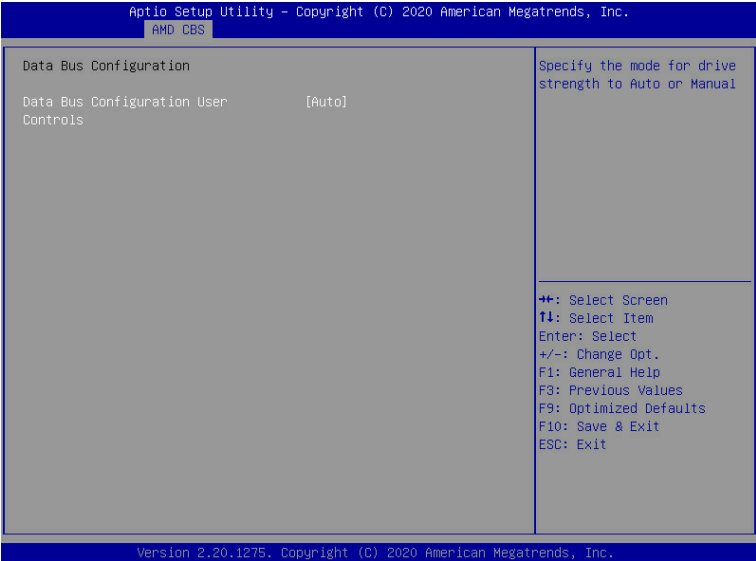 Aptio Setup Utility – Copyright (C) 2020 American Megatrends, Inc.
AMD CBS
Data Bus Configuration
Data Bus Configuration User [Auto]
Controls
Specify the mode for drive
strength to Auto or Manual
→←: Select Screen
↑↓: Select Item
Enter: Select
+/-: Change Opt.
F1: General Help
F3: Previous Values
F9: Optimized Defaults
F10: Save & Exit
ESC: Exit
Version 2.20.1275. Copyright (C) 2020 American Megatrends, Inc.